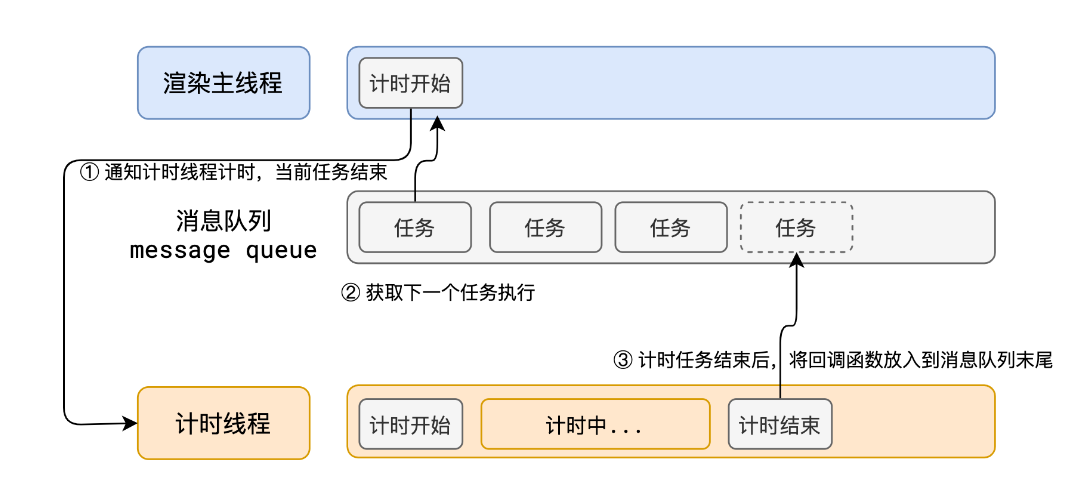 渲染主线程
计时开始
① 通知计时线程计时，当前任务结束
消息队列
message queue
任务
任务
任务
任务
② 获取下一个任务执行
③ 计时任务结束后，将回调函数放入到消息队列末尾
计时线程
计时开始
计时中...
计时结束